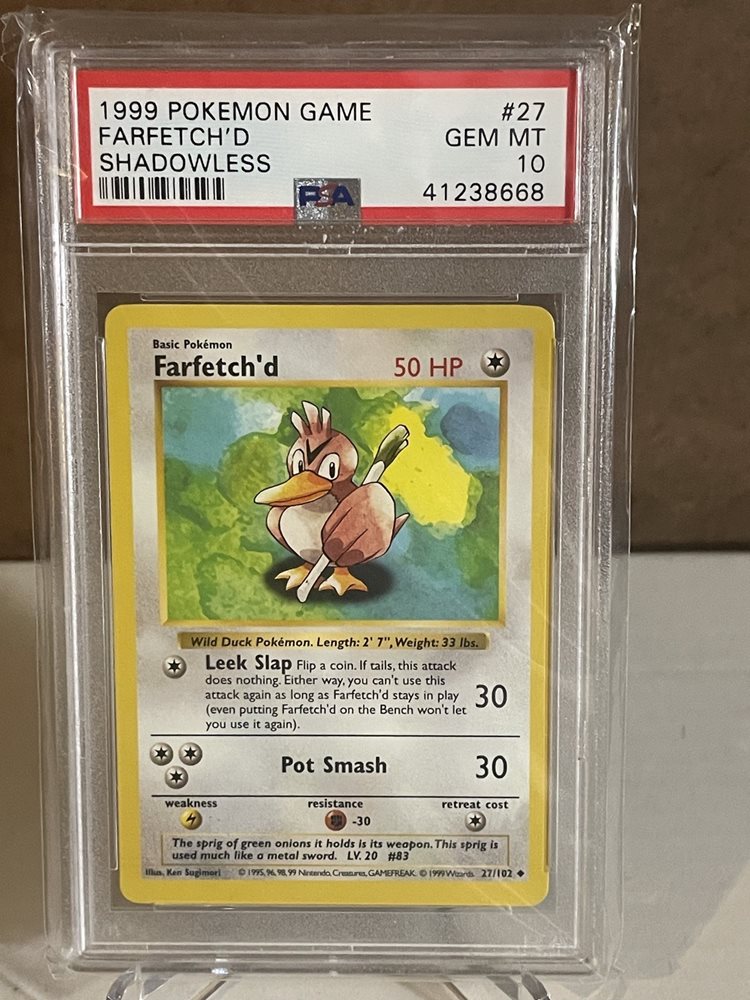 1999 POKEMON GAME #27
FARFETCH'D GEM MT
SHADOWLESS 10
PSA 41238668
Basic Pokémon
Farfetch'd 50 HP
Wild Duck Pokémon. Length: 2' 7", Weight: 33 lbs.
Leek Slap Flip a coin. If tails, this attack
does nothing. Either way, you can't use this
attack again as long as Farfetch'd stays in play 30
(even putting Farfetch'd on the Bench won't let
you use it again).
Pot Smash 30
weakness resistance retreat cost
-30
The sprig of green onions it holds is its weapon. This sprig is
used much like a metal sword. LV. 20 #83
Illus. Ken Sugimori © 1995, 96, 98, 99 Nintendo, Creatures, GAMEFREAK. © 1999 Wizards. 27/102